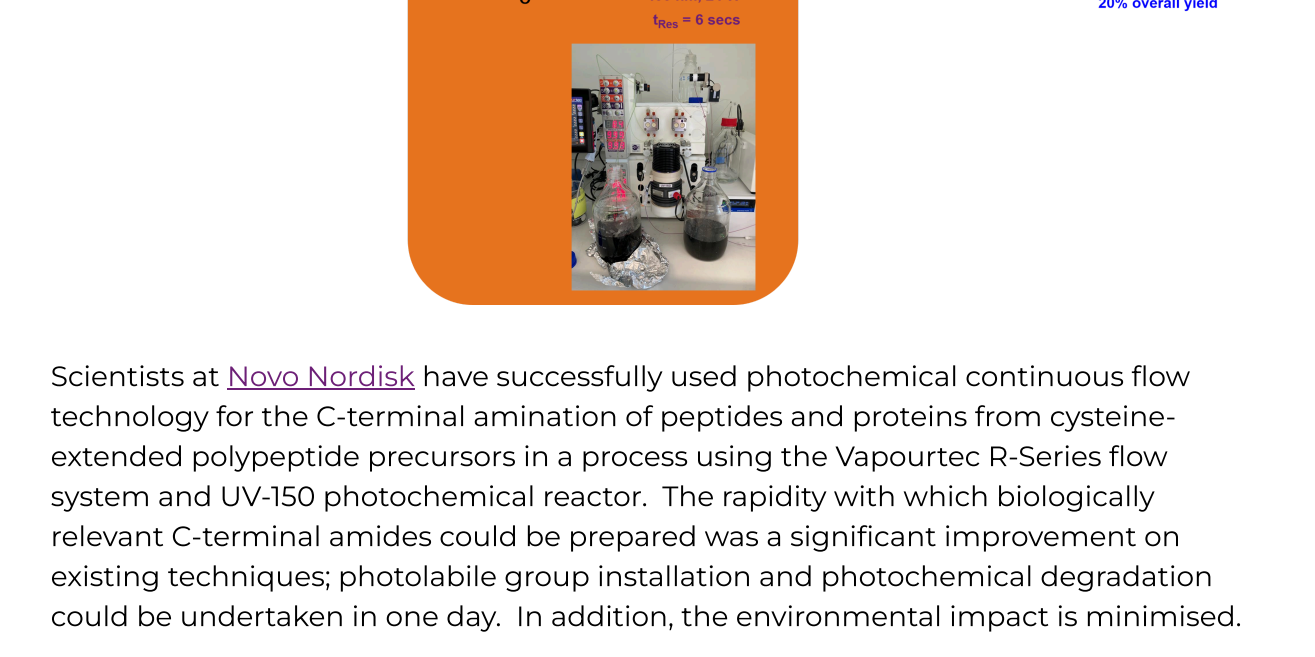 t_Res = 6 secs
20% overall yield
Scientists at Novo Nordisk have successfully used photochemical continuous flow
technology for the C-terminal amination of peptides and proteins from cysteine-
extended polypeptide precursors in a process using the Vapourtec R-Series flow
system and UV-150 photochemical reactor.  The rapidity with which biologically
relevant C-terminal amides could be prepared was a significant improvement on
existing techniques; photolabile group installation and photochemical degradation
could be undertaken in one day.  In addition, the environmental impact is minimised.